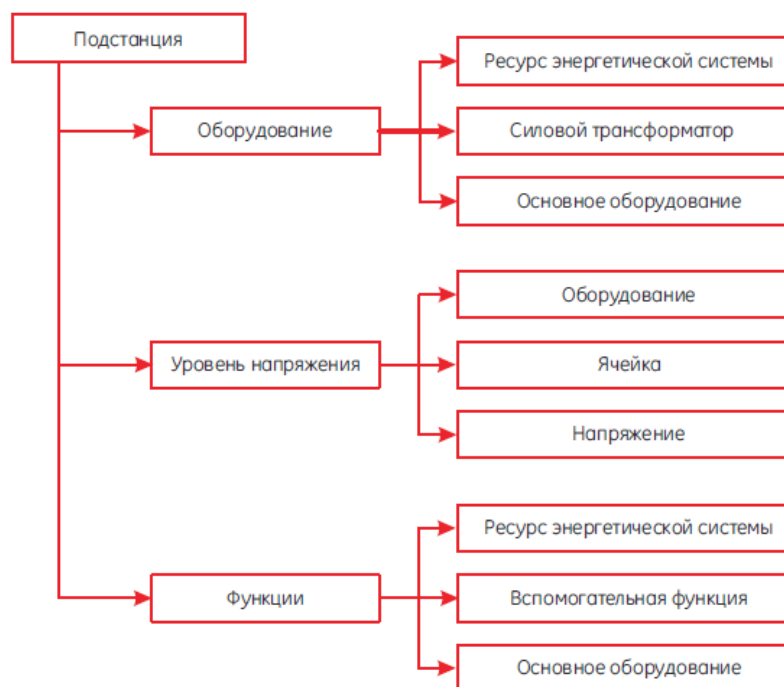 Подстанция
Оборудование
Ресурс энергетической системы
Силовой трансформатор
Основное оборудование
Уровень напряжения
Оборудование
Ячейка
Напряжение
Функции
Ресурс энергетической системы
Вспомогательная функция
Основное оборудование